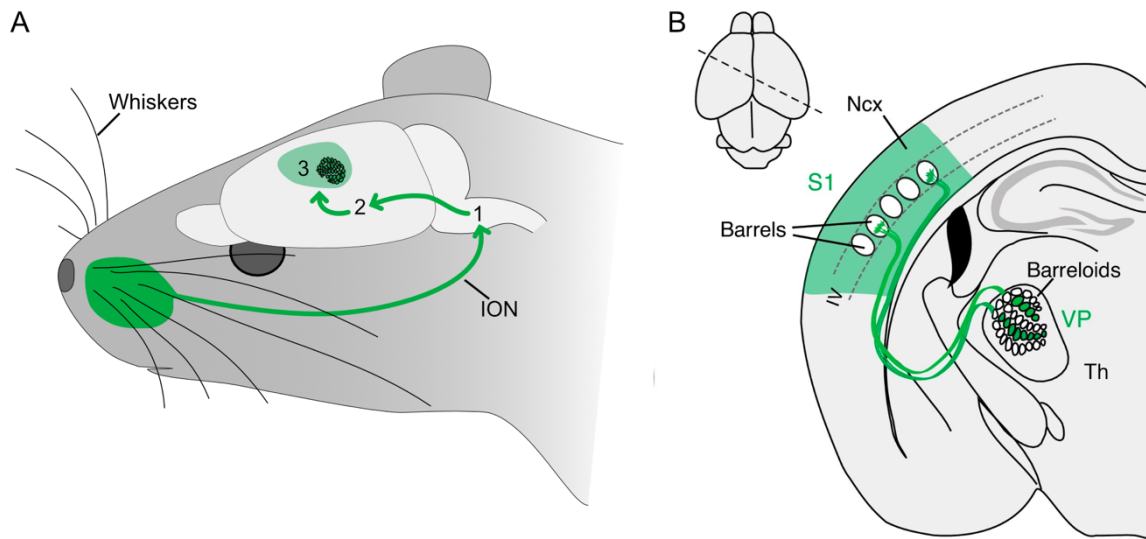 A
Whiskers
3
2
1
ION
B
Ncx
S1
Barrels
IV
Barreloids
VP
Th